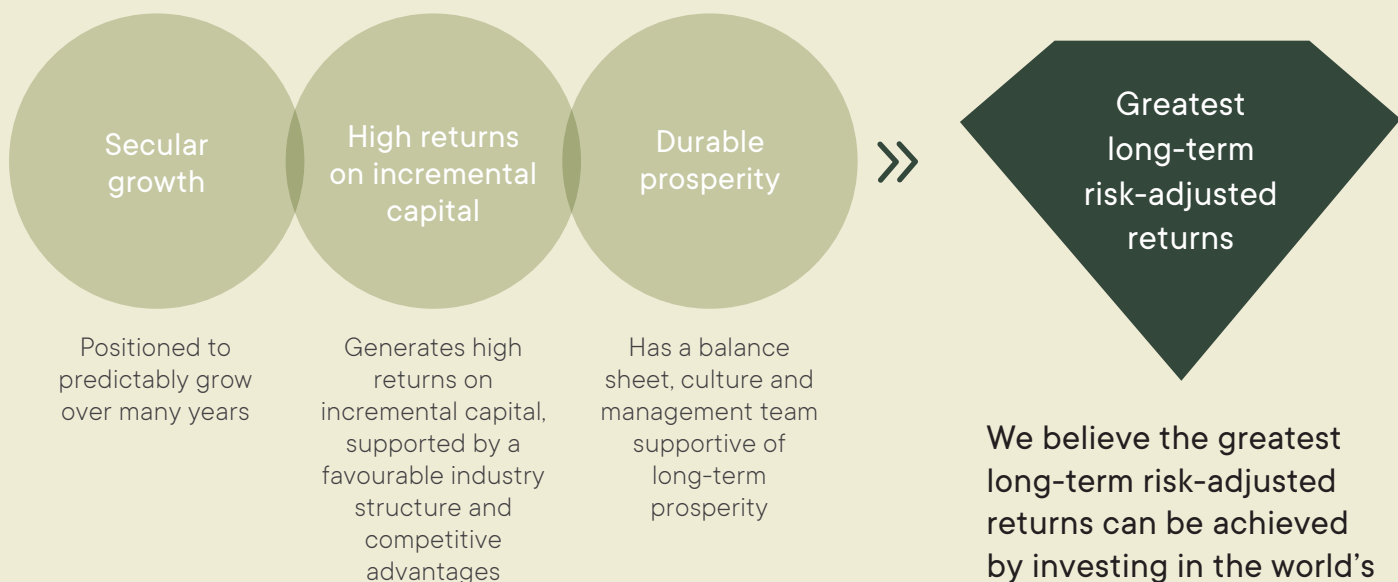 Secular
growth
High returns
on incremental
capital
Durable
prosperity
Greatest
long-term
risk-adjusted
returns
Positioned to
predictably grow
over many years
Generates high
returns on
incremental capital,
supported by a
favourable industry
structure and
competitive
advantages
Has a balance
sheet, culture and
management team
supportive of
long-term
prosperity
We believe the greatest
long-term risk-adjusted
returns can be achieved
by investing in the world’s